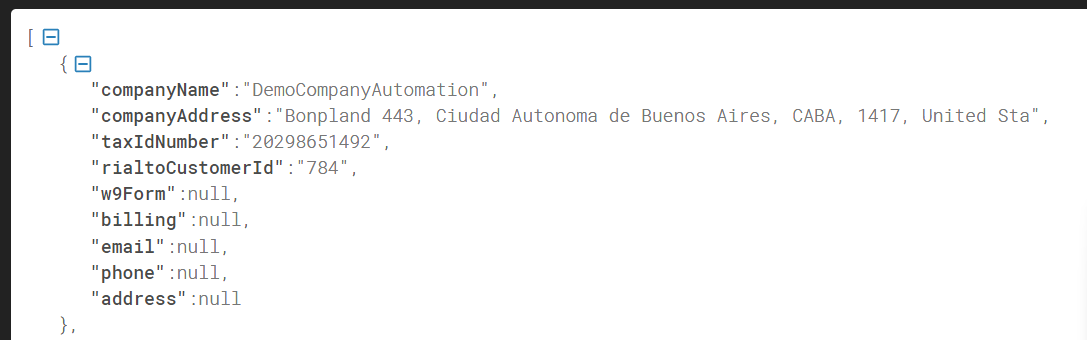 [
{
"companyName":"DemoCompanyAutomation",
"companyAddress":"Bonpland 443, Ciudad Autonoma de Buenos Aires, CABA, 1417, United Sta",
"taxIdNumber":"20298651492",
"rialtoCustomerId":"784",
"w9Form":null,
"billing":null,
"email":null,
"phone":null,
"address":null
},